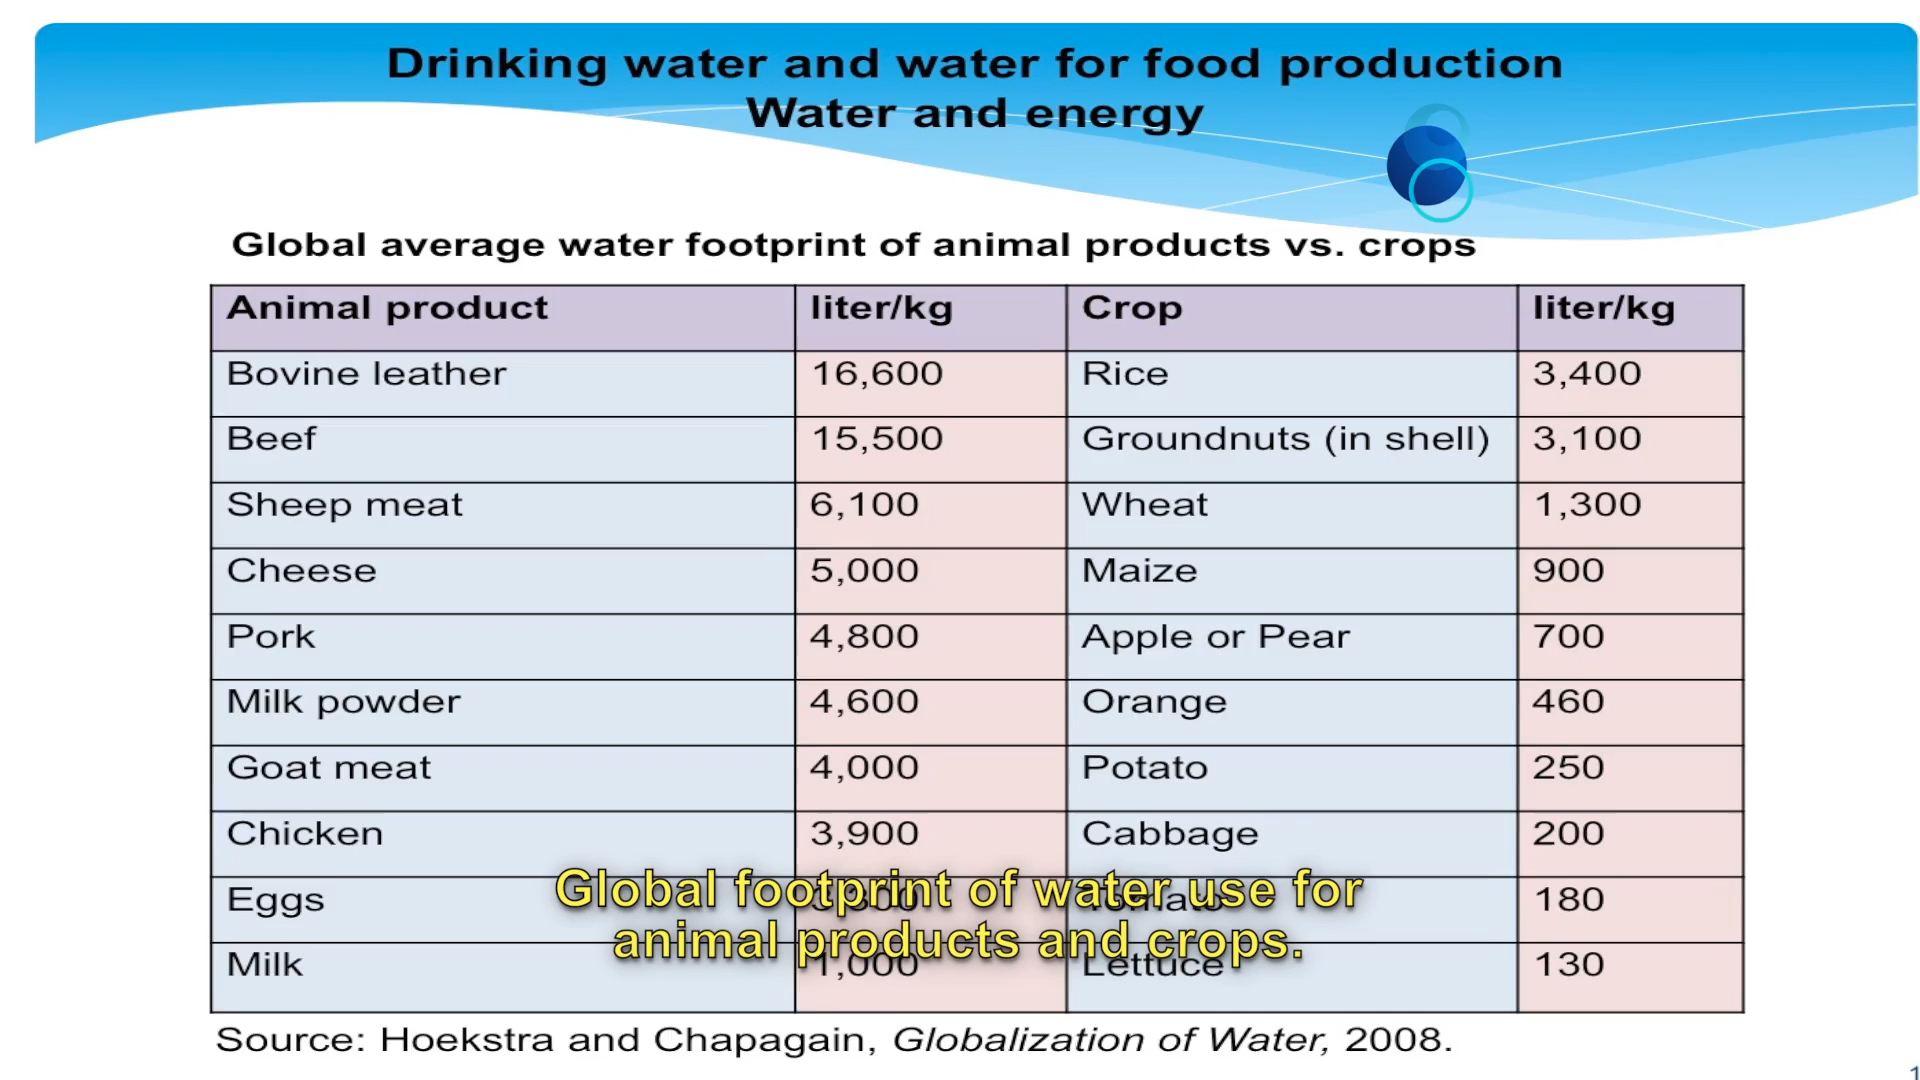 Drinking water and water for food production
Water and energy
Global average water footprint of animal products vs. crops
Animal product liter/kg Crop liter/kg
Bovine leather 16,600 Rice 3,400
Beef 15,500 Groundnuts (in shell) 3,100
Sheep meat 6,100 Wheat 1,300
Cheese 5,000 Maize 900
Pork 4,800 Apple or Pear 700
Milk powder 4,600 Orange 460
Goat meat 4,000 Potato 250
Chicken 3,900 Cabbage 200
Eggs Tomato 180
Milk 1,000 Lettuce 130
Global footprint of water use for
animal products and crops.
Source: Hoekstra and Chapagain, Globalization of Water, 2008.
1